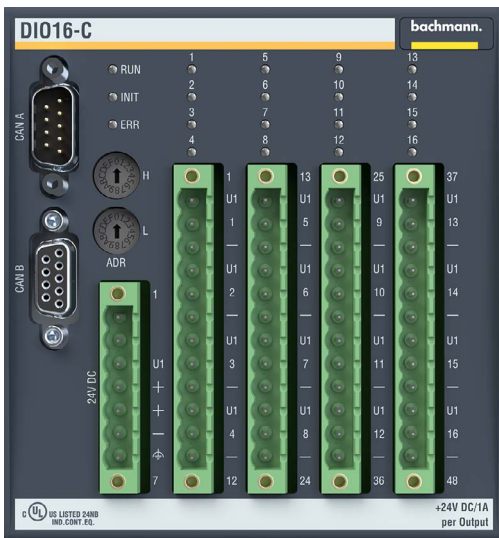 DIO16-C
bachmann.
CAN A
RUN
INIT
ERR
1 5 9 13
2 6 10 14
3 7 11 15
4 8 12 16
H
L
ADR
CAN B
24V DC
1
U1
+
+
—
7
1
U1
1
—
U1
2
—
U1
3
—
U1
4
—
12
13
U1
5
—
U1
6
—
U1
7
—
U1
8
—
24
25
U1
9
—
U1
10
—
U1
11
—
U1
12
—
36
37
U1
13
—
U1
14
—
U1
15
—
U1
16
—
48
C UL US LISTED 24NB
IND.CONT.EQ.
+24V DC/1A
per Output